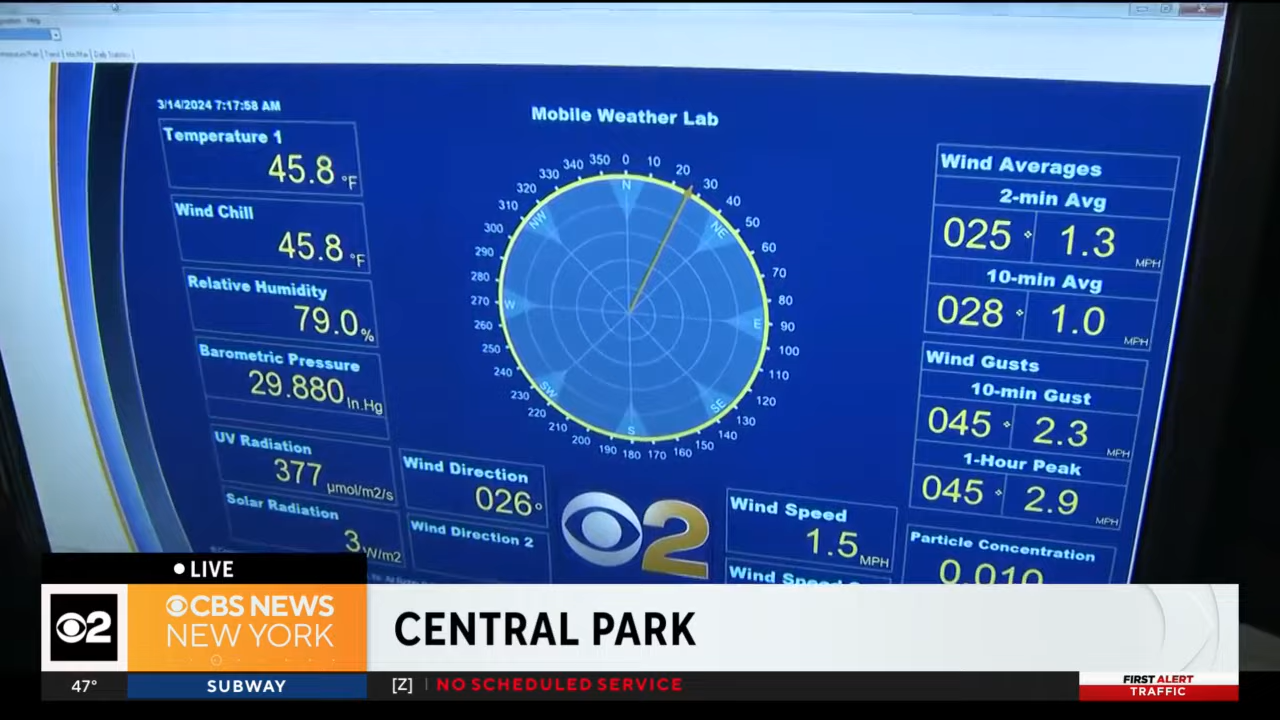 3/14/2024 7:17:58 AM
Mobile Weather Lab
Temperature 1
45.8 °F
Wind Chill
45.8 °F
Relative Humidity
79.0 %
Barometric Pressure
29.880 In.Hg
UV Radiation
377 µmol/m2/s
Solar Radiation
3 W/m2
Wind Direction
026°
Wind Direction 2
0 10 20 30 40 50 60 70 80 90 100 110 120 130 140 150 160 170 180 190 200 210 220 230 240 250 260 270 280 290 300 310 320 330 340 350
N NE E SE S SW W NW
2
Wind Averages
2-min Avg
025 ° 1.3 MPH
10-min Avg
028 ° 1.0 MPH
Wind Gusts
10-min Gust
045 ° 2.3 MPH
1-Hour Peak
045 ° 2.9 MPH
Wind Speed
1.5 MPH
Wind Speed
Particle Concentration
0.010
LIVE
2
CBS NEWS
NEW YORK
CENTRAL PARK
47°
SUBWAY
[Z]
NO SCHEDULED SERVICE
FIRST ALERT
TRAFFIC